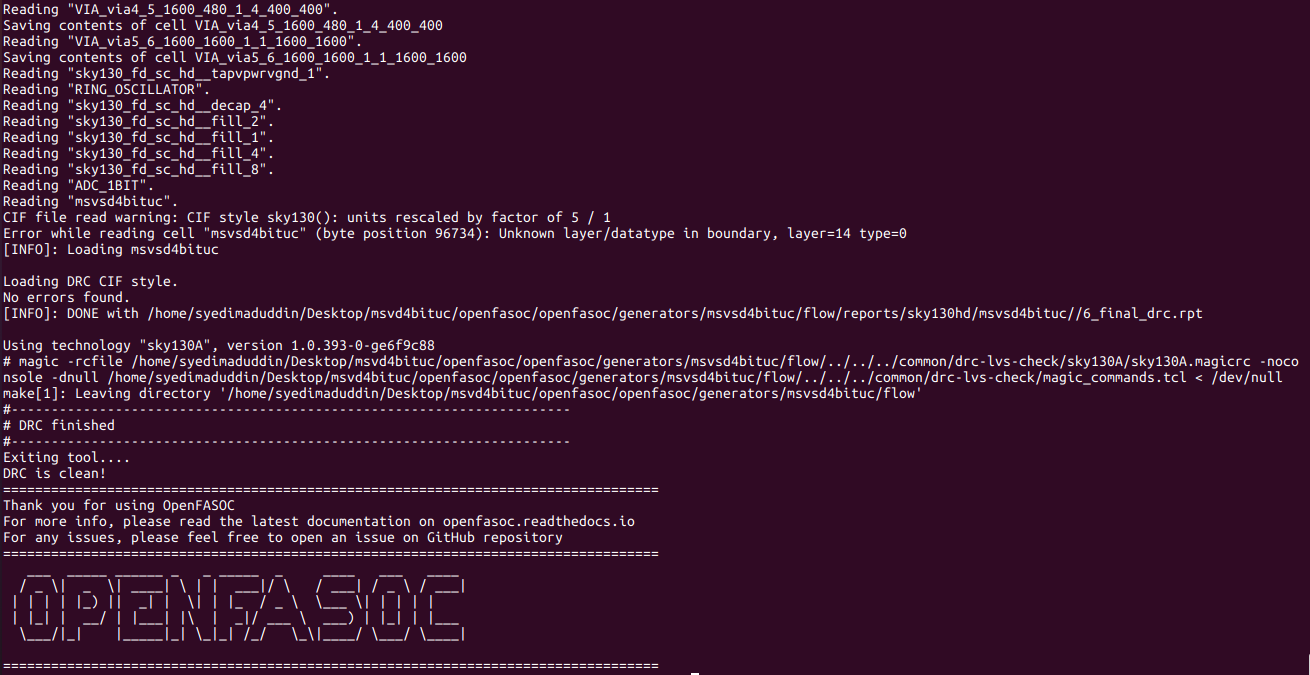 Reading "VIA_via4_5_1600_480_1_4_400_400".
Saving contents of cell VIA_via4_5_1600_480_1_4_400_400
Reading "VIA_via5_6_1600_1600_1_1_1600_1600".
Saving contents of cell VIA_via5_6_1600_1600_1_1_1600_1600
Reading "sky130_fd_sc_hd__tapvpwrvgnd_1".
Reading "RING_OSCILLATOR".
Reading "sky130_fd_sc_hd__decap_4".
Reading "sky130_fd_sc_hd__fill_2".
Reading "sky130_fd_sc_hd__fill_1".
Reading "sky130_fd_sc_hd__fill_4".
Reading "sky130_fd_sc_hd__fill_8".
Reading "ADC_1BIT".
Reading "msvsd4bituc".
CIF file read warning: CIF style sky130(): units rescaled by factor of 5 / 1
Error while reading cell "msvsd4bituc" (byte position 96734): Unknown layer/datatype in boundary, layer=14 type=0
[INFO]: Loading msvsd4bituc
Loading DRC CIF style.
No errors found.
[INFO]: DONE with /home/syedimaduddin/Desktop/msvd4bituc/openfasoc/openfasoc/generators/msvsd4bituc/flow/reports/sky130hd/msvsd4bituc//6_final_drc.rpt
Using technology "sky130A", version 1.0.393-0-ge6f9c88
# magic -rcfile /home/syedimaduddin/Desktop/msvd4bituc/openfasoc/openfasoc/generators/msvsd4bituc/flow/../../../common/drc-lvs-check/sky130A/sky130A.magicrc -noco
nsole -dnull /home/syedimaduddin/Desktop/msvd4bituc/openfasoc/openfasoc/generators/msvsd4bituc/flow/../../../common/drc-lvs-check/magic_commands.tcl < /dev/null
make[1]: Leaving directory '/home/syedimaduddin/Desktop/msvd4bituc/openfasoc/openfasoc/generators/msvsd4bituc/flow'
#----------------------------------------------------------------------
# DRC finished
#----------------------------------------------------------------------
Exiting tool....
DRC is clean!
==================================================================================
Thank you for using OpenFASOC
For more info, please read the latest documentation on openfasoc.readthedocs.io
For any issues, please feel free to open an issue on GitHub repository
==================================================================================
OPENFASOC
==================================================================================